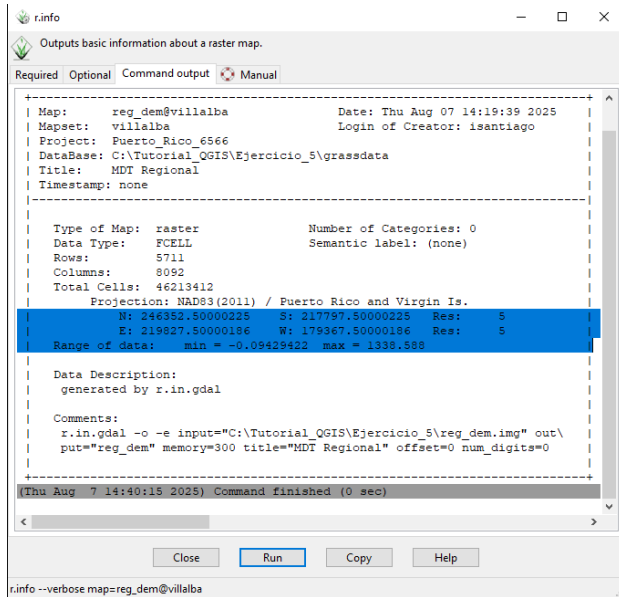 r.info
Outputs basic information about a raster map.
Required Optional Command output Manual
+----------------------------------------------------------------------------+
| Map: reg_dem@villalba Date: Thu Aug 07 14:19:39 2025 |
| Mapset: villalba Login of Creator: isantiago |
| Project: Puerto_Rico_6566 |
| DataBase: C:\Tutorial_QGIS\Ejercicio_5\grassdata |
| Title: MDT Regional |
| Timestamp: none |
|----------------------------------------------------------------------------|
| |
| Type of Map: raster Number of Categories: 0 |
| Data Type: FCELL Semantic label: (none) |
| Rows: 5711 |
| Columns: 8092 |
| Total Cells: 46213412 |
| Projection: NAD83(2011) / Puerto Rico and Virgin Is. |
| N: 246352.50000225 S: 217797.50000225 Res: 5 |
| E: 219827.50000186 W: 179367.50000186 Res: 5 |
| Range of data: min = -0.09429422 max = 1338.588 |
| |
| Data Description: |
| generated by r.in.gdal |
| |
| Comments: |
| r.in.gdal -o -e input="C:\Tutorial_QGIS\Ejercicio_5\reg_dem.img" out\ |
| put="reg_dem" memory=300 title="MDT Regional" offset=0 num_digits=0 |
| |
+----------------------------------------------------------------------------+
(Thu Aug 7 14:40:15 2025) Command finished (0 sec)
Close Run Copy Help
r.info --verbose map=reg_dem@villalba